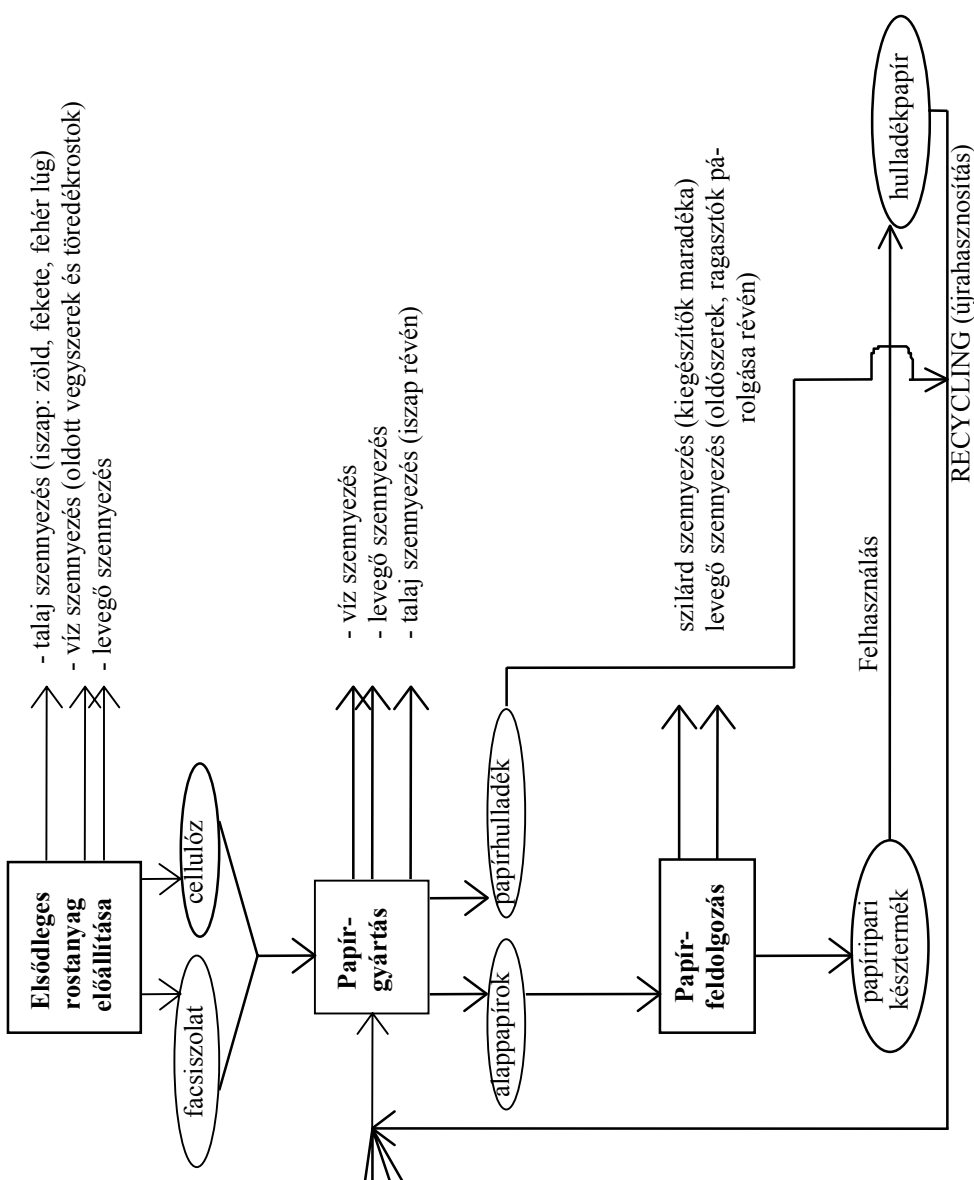 Elsődleges
rostanyag
előállítása
- talaj szennyezés (iszap: zöld, fekete, fehér lúg)
- víz szennyezés (oldott vegyszerek és töredékrostok)
- levegő szennyezés
facsiszolat
cellulóz
Papír-
gyártás
- víz szennyezés
- levegő szennyezés
- talaj szennyezés (iszap révén)
alappapírok
papírhulladék
Papír-
feldolgozás
szilárd szennyezés (kiegészítők maradéka)
levegő szennyezés (oldószerek, ragasztók pá-
rolgása révén)
papíripari
késztermék
Felhasználás
hulladékpapír
RECYCLING (újrahasznosítás)